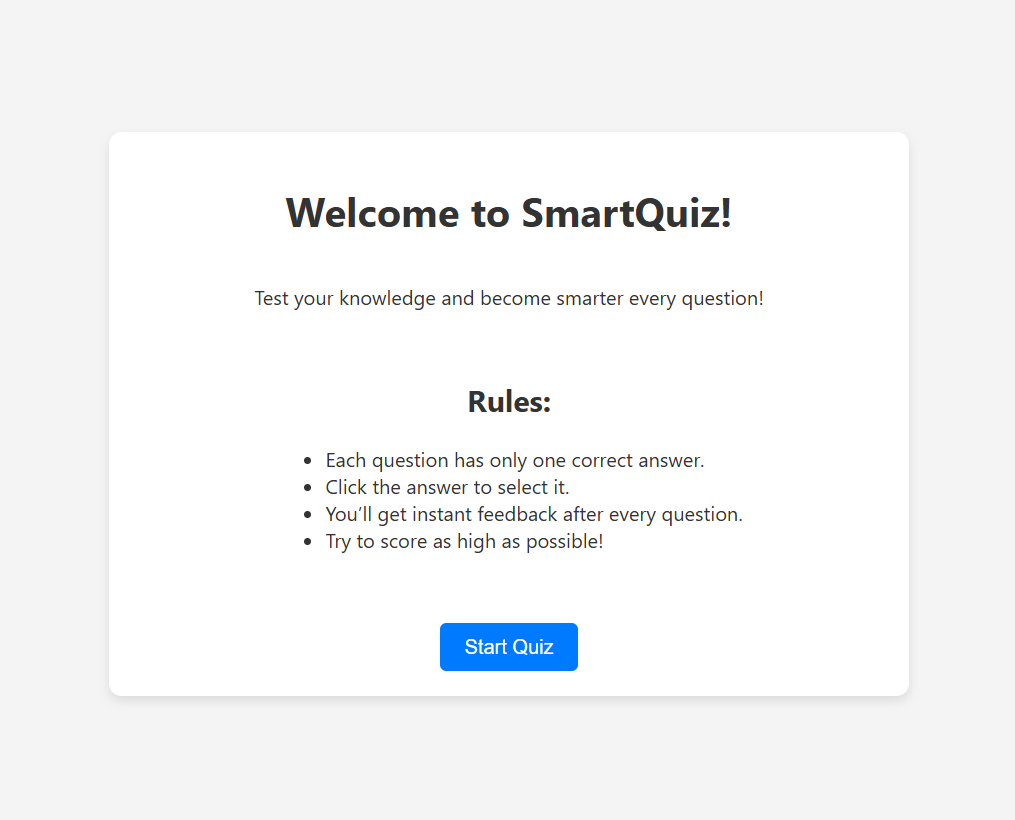 Welcome to SmartQuiz!
Test your knowledge and become smarter every question!
Rules:
• Each question has only one correct answer.
• Click the answer to select it.
• You’ll get instant feedback after every question.
• Try to score as high as possible!
Start Quiz